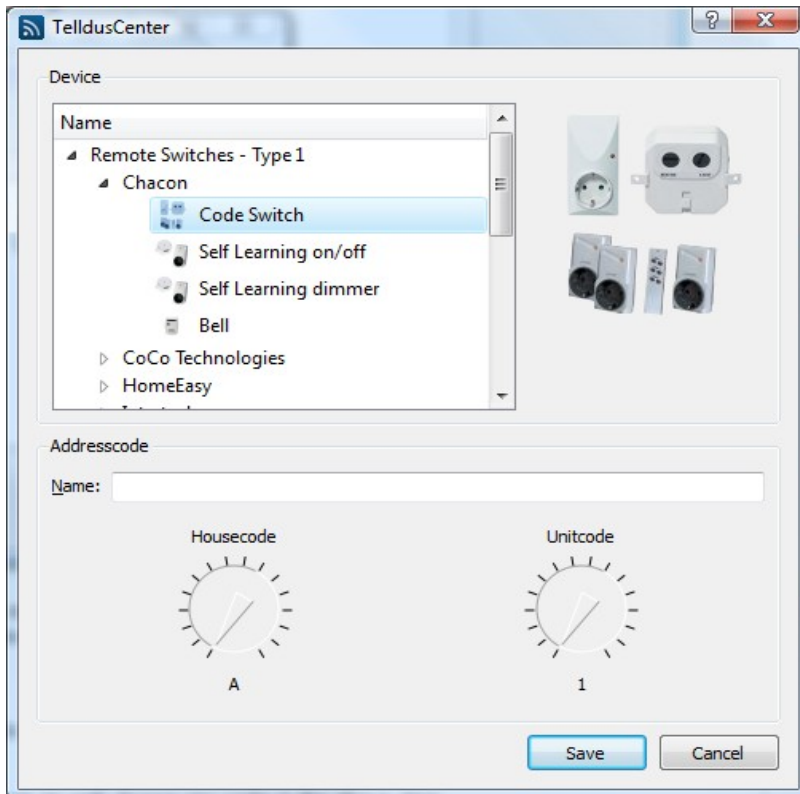 TelldusCenter
Device
Name
Remote Switches - Type 1
Chacon
Code Switch
Self Learning on/off
Self Learning dimmer
Bell
CoCo Technologies
HomeEasy
Addresscode
Name:
Housecode
Unitcode
A
1
Save
Cancel